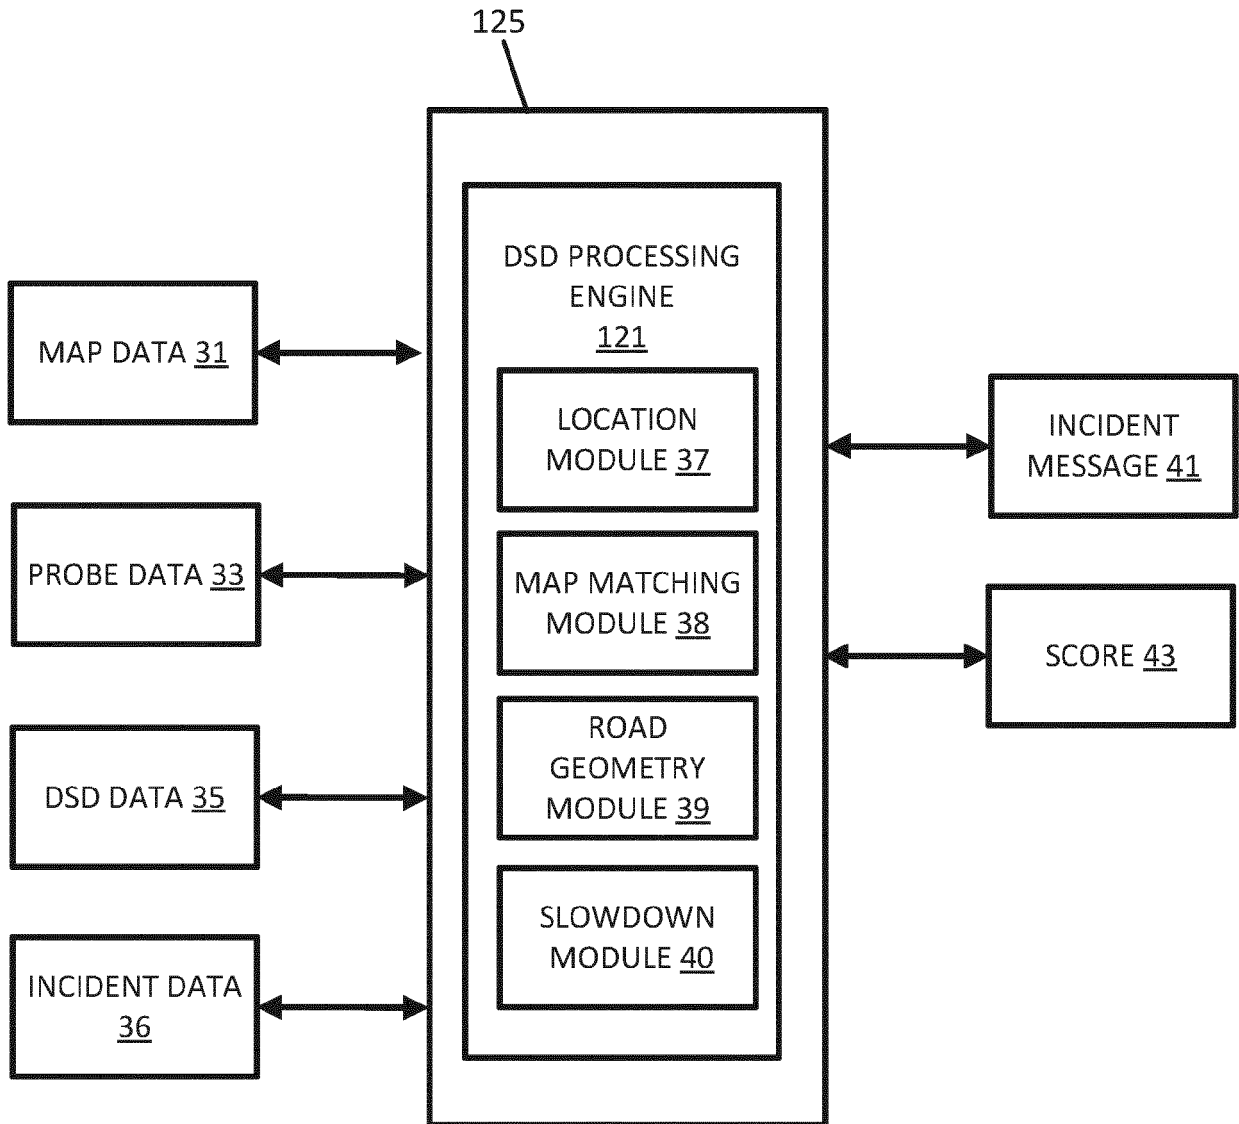 125
DSD PROCESSING
ENGINE
121
MAP DATA 31
PROBE DATA 33
DSD DATA 35
INCIDENT DATA
36
LOCATION
MODULE 37
MAP MATCHING
MODULE 38
ROAD
GEOMETRY
MODULE 39
SLOWDOWN
MODULE 40
INCIDENT
MESSAGE 41
SCORE 43